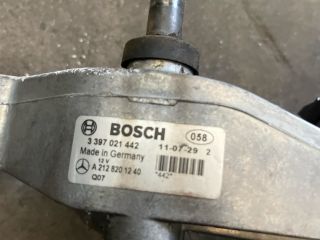 BOSCH 058
3 397 021 442 11-07-29 2
Made in Germany
12 V
A 212 820 12 40 "442"
Q07